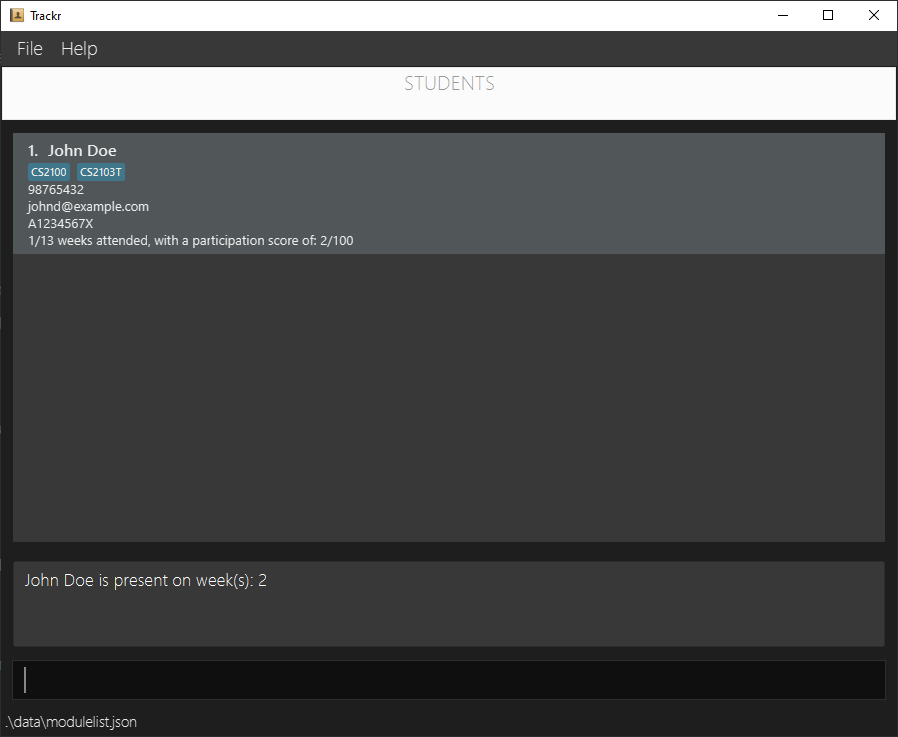 Trackr
File Help
STUDENTS
1. John Doe
CS2100 CS2103T
98765432
johnd@example.com
A1234567X
1/13 weeks attended, with a participation score of: 2/100
John Doe is present on week(s): 2
.\data\modulelist.json